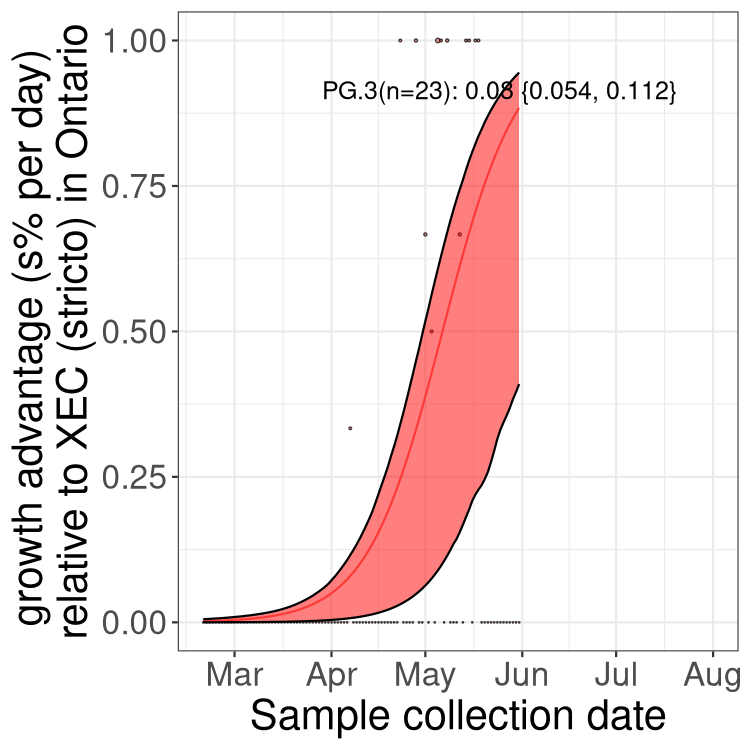 growth advantage (s% per day)
relative to XEC (stricto) in Ontario
1.00
0.75
0.50
0.25
0.00
PG.3(n=23): 0.08 {0.054, 0.112}
Mar Apr May Jun Jul Aug
Sample collection date